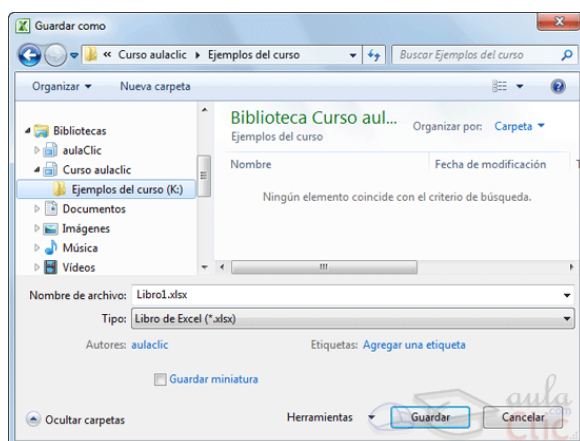 Guardar como
« Curso aulaclic ▸ Ejemplos del curso
Buscar Ejemplos del curso
Organizar
Nueva carpeta
Bibliotecas
aulaClic
Curso aulaclic
Ejemplos del curso (K:)
Documentos
Imágenes
Música
Vídeos
Biblioteca Curso aul...
Ejemplos del curso
Organizar por: Carpeta
Nombre
Fecha de modificación
T
Ningún elemento coincide con el criterio de búsqueda.
Nombre de archivo: Libro1.xlsx
Tipo: Libro de Excel (*.xlsx)
Autores: aulaclic
Etiquetas: Agregar una etiqueta
Guardar miniatura
Ocultar carpetas
Herramientas
Guardar
Cancelar
aula
.com
CLIC